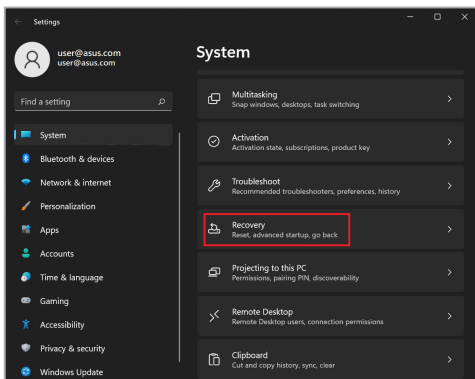 Settings
user@asus.com
user@asus.com
Find a setting
System
Bluetooth & devices
Network & internet
Personalization
Apps
Accounts
Time & language
Gaming
Accessibility
Privacy & security
Windows Update
System
Multitasking
Snap windows, desktops, task switching
Activation
Activation state, subscriptions, product key
Troubleshoot
Recommended troubleshooters, preferences, history
Recovery
Reset, advanced startup, go back
Projecting to this PC
Permissions, pairing PIN, discoverability
Remote Desktop
Remote Desktop users, connection permissions
Clipboard
Cut and copy history, sync, clear